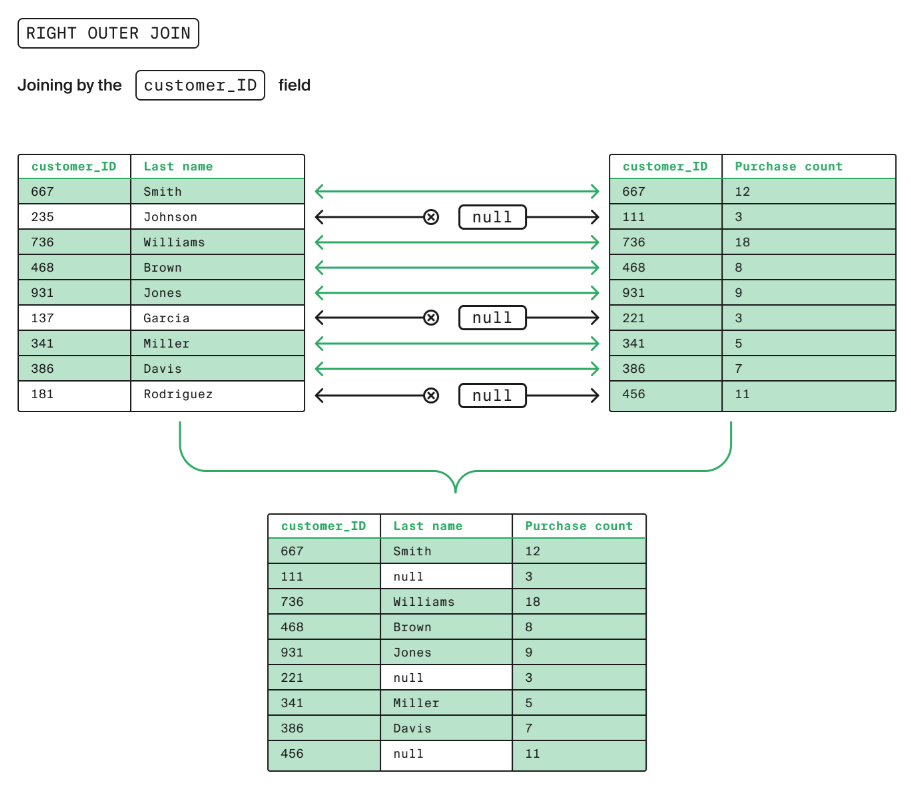 RIGHT OUTER JOIN
Joining by the customer_ID field
customer_ID Last name customer_ID Purchase count
667 Smith 667 12
235 Johnson null 111 3
736 Williams 736 18
468 Brown 468 8
931 Jones 931 9
137 Garcia null 221 3
341 Miller 341 5
386 Davis 386 7
181 Rodriguez null 456 11
customer_ID Last name Purchase count
667 Smith 12
111 null 3
736 Williams 18
468 Brown 8
931 Jones 9
221 null 3
341 Miller 5
386 Davis 7
456 null 11